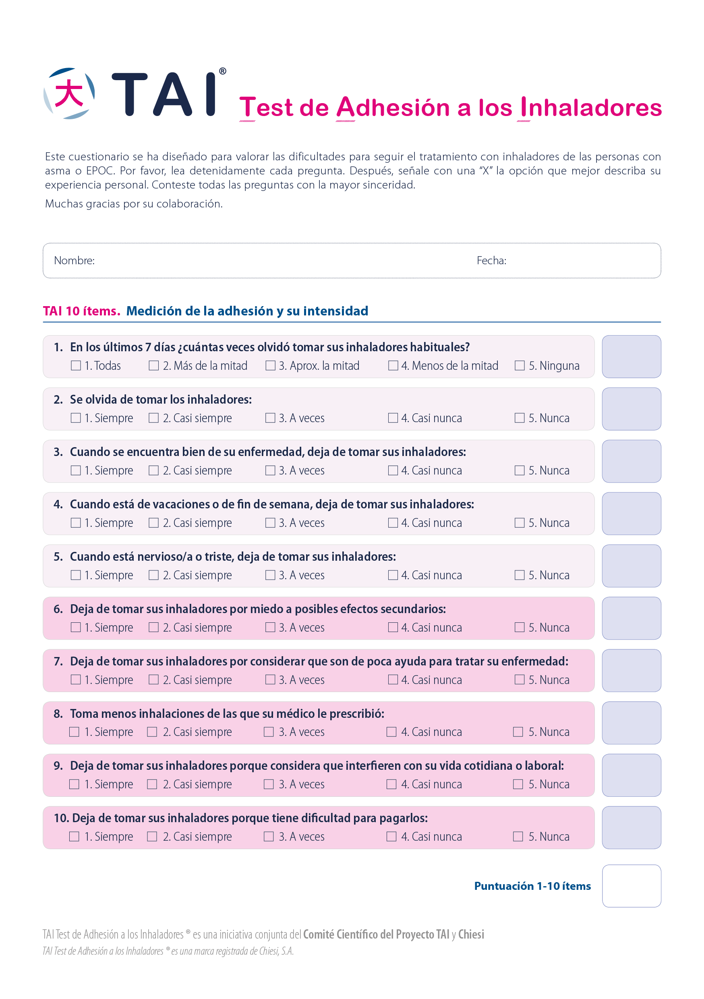 大 TAI®
Test de Adhesión a los Inhaladores
Este cuestionario se ha diseñado para valorar las dificultades para seguir el tratamiento con inhaladores de las personas con
asma o EPOC. Por favor, lea detenidamente cada pregunta. Después, señale con una “X” la opción que mejor describa su
experiencia personal. Conteste todas las preguntas con la mayor sinceridad.
Muchas gracias por su colaboración.
Nombre: Fecha:
TAI 10 ítems. Medición de la adhesión y su intensidad
1. En los últimos 7 días ¿cuántas veces olvidó tomar sus inhaladores habituales?
1. Todas 2. Más de la mitad 3. Aprox. la mitad 4. Menos de la mitad 5. Ninguna
2. Se olvida de tomar los inhaladores:
1. Siempre 2. Casi siempre 3. A veces 4. Casi nunca 5. Nunca
3. Cuando se encuentra bien de su enfermedad, deja de tomar sus inhaladores:
1. Siempre 2. Casi siempre 3. A veces 4. Casi nunca 5. Nunca
4. Cuando está de vacaciones o de fin de semana, deja de tomar sus inhaladores:
1. Siempre 2. Casi siempre 3. A veces 4. Casi nunca 5. Nunca
5. Cuando está nervioso/a o triste, deja de tomar sus inhaladores:
1. Siempre 2. Casi siempre 3. A veces 4. Casi nunca 5. Nunca
6. Deja de tomar sus inhaladores por miedo a posibles efectos secundarios:
1. Siempre 2. Casi siempre 3. A veces 4. Casi nunca 5. Nunca
7. Deja de tomar sus inhaladores por considerar que son de poca ayuda para tratar su enfermedad:
1. Siempre 2. Casi siempre 3. A veces 4. Casi nunca 5. Nunca
8. Toma menos inhalaciones de las que su médico le prescribió:
1. Siempre 2. Casi siempre 3. A veces 4. Casi nunca 5. Nunca
9. Deja de tomar sus inhaladores porque considera que interfieren con su vida cotidiana o laboral:
1. Siempre 2. Casi siempre 3. A veces 4. Casi nunca 5. Nunca
10. Deja de tomar sus inhaladores porque tiene dificultad para pagarlos:
1. Siempre 2. Casi siempre 3. A veces 4. Casi nunca 5. Nunca
Puntuación 1-10 ítems
TAI Test de Adhesión a los Inhaladores ® es una iniciativa conjunta del Comité Científico del Proyecto TAI y Chiesi
TAI Test de Adhesión a los Inhaladores ® es una marca registrada de Chiesi, S.A.